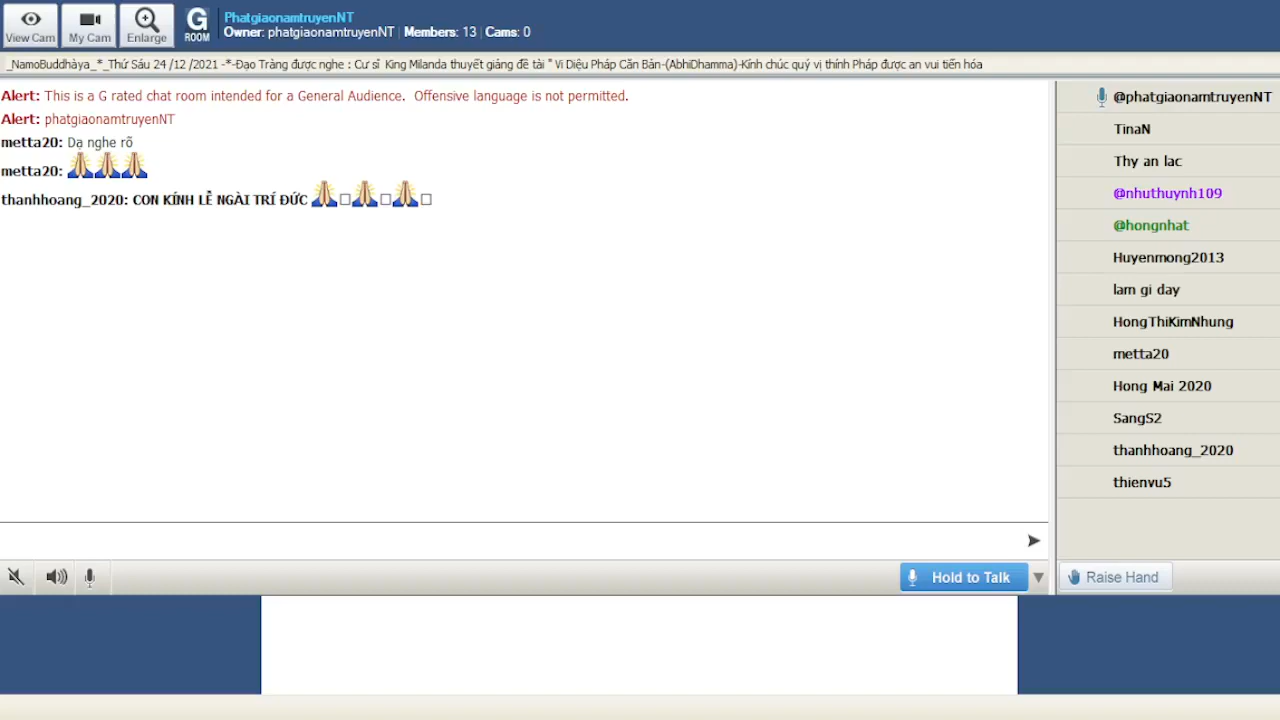 View Cam
My Cam
Enlarge
G
ROOM
PhatgiaonamtruyenNT
Owner: phatgiaonamtruyenNT | Members: 13 | Cams: 0
_NamoBuddhàya_*_Thứ Sáu 24 /12 /2021 -*-Đạo Tràng được nghe : Cư sĩ King Milanda thuyết giảng đề tài " Vi Diệu Pháp Căn Bản-(AbhiDhamma)-Kính chúc quý vị thính Pháp được an vui tiến hóa
Alert: This is a G rated chat room intended for a General Audience. Offensive language is not permitted.
Alert: phatgiaonamtruyenNT
metta20: Dạ nghe rõ
metta20: 🙏🙏🙏
thanhhoang_2020: CON KÍNH LỄ NGÀI TRÍ ĐỨC 🙏□🙏□🙏□
@phatgiaonamtruyenNT
TinaN
Thy an lac
@nhuthuynh109
@hongnhat
Huyenmong2013
lam gi day
HongThiKimNhung
metta20
Hong Mai 2020
SangS2
thanhhoang_2020
thienvu5
Hold to Talk
Raise Hand